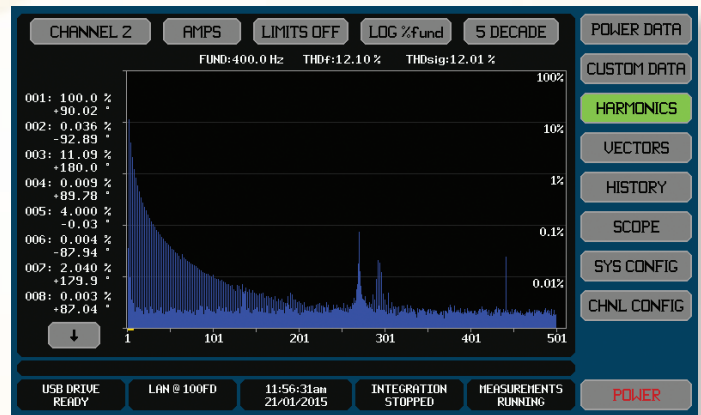 CHANNEL 2 AMPS LIMITS OFF LOG %fund 5 DECADE
FUND:400.0 Hz THDf:12.10 % THDsig:12.01 %
001: 100.0 %
+90.02 °
002: 0.036 %
-92.89 °
003: 11.09 %
+180.0 °
004: 0.009 %
+89.78 °
005: 4.000 %
-0.03 °
006: 0.004 %
-87.94 °
007: 2.040 %
+179.9 °
008: 0.003 %
+87.04 °
100%
10%
1%
0.1%
0.01%
1 101 201 301 401 501
POWER DATA
CUSTOM DATA
HARMONICS
VECTORS
HISTORY
SCOPE
SYS CONFIG
CHNL CONFIG
POWER
USB DRIVE
READY
LAN @ 100FD
11:56:31am
21/01/2015
INTEGRATION
STOPPED
MEASUREMENTS
RUNNING